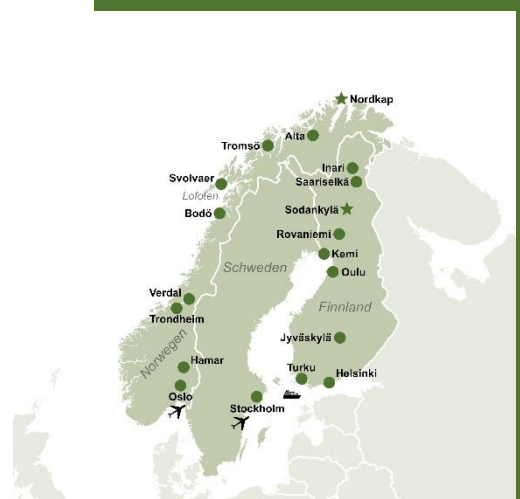 Nordkap
Alta
Tromsö
Inari
Saariselkä
Svolvaer
Lofoten
Sodankylä
Bodö
Rovaniemi
Kemi
Schweden
Oulu
Verdal
Finnland
Trondheim
Jyväskylä
Norwegen
Hamar
Turku
Helsinki
Oslo
Stockholm